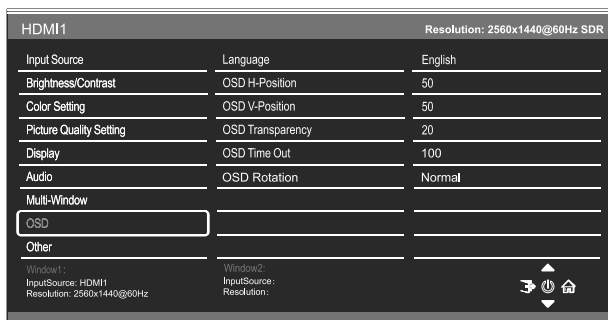 HDMI1 Resolution: 2560x1440@60Hz SDR
Input Source Language English
Brightness/Contrast OSD H-Position 50
Color Setting OSD V-Position 50
Picture Quality Setting OSD Transparency 20
Display OSD Time Out 100
Audio OSD Rotation Normal
Multi-Window
OSD
Other
Window1: Window2:
InputSource: HDMI1 InputSource:
Resolution: 2560x1440@60Hz Resolution: